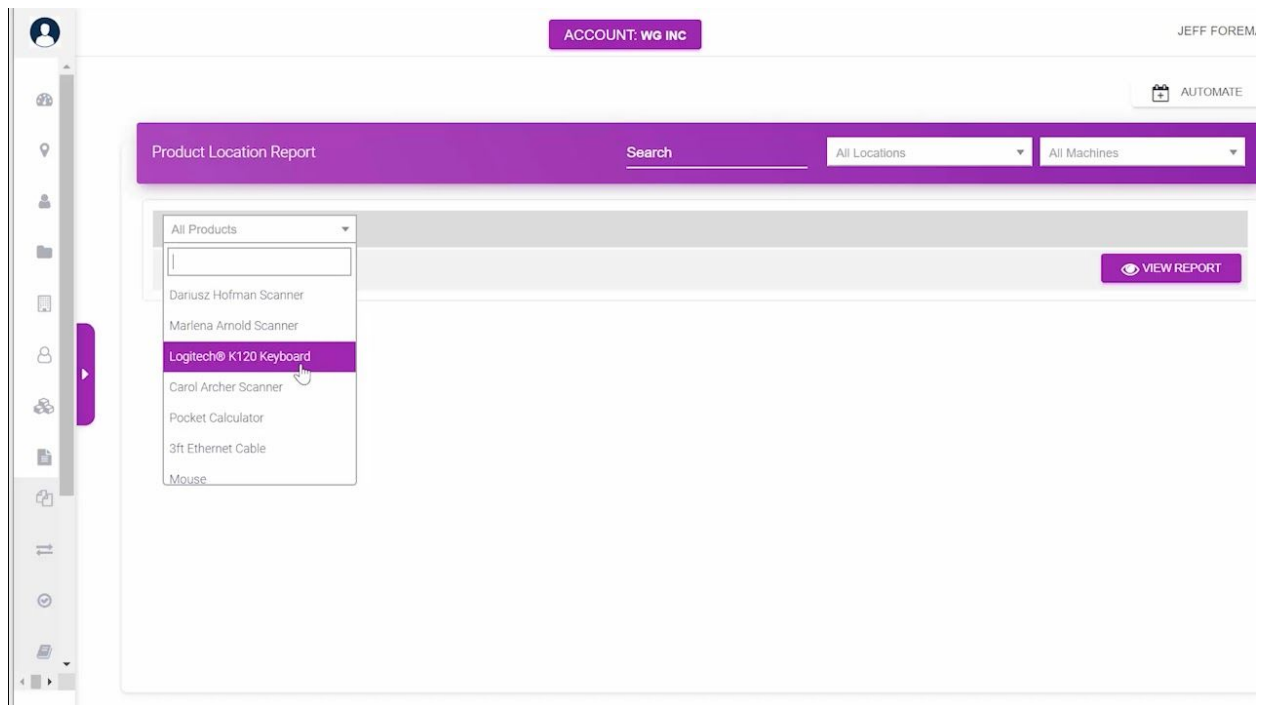 ACCOUNT: WG INC
JEFF FOREM
AUTOMATE
Product Location Report
Search
All Locations
All Machines
All Products
VIEW REPORT
Dariusz Hofman Scanner
Marlena Arnold Scanner
Logitech® K120 Keyboard
Carol Archer Scanner
Pocket Calculator
3ft Ethernet Cable
Mouse